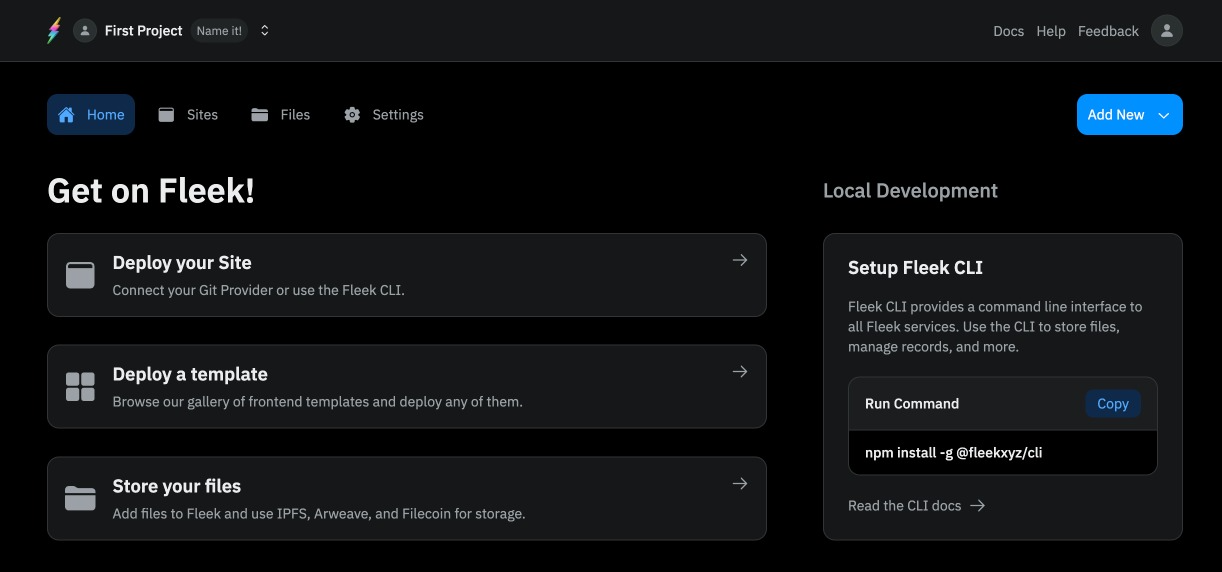 First Project Name it!
Docs Help Feedback
Home Sites Files Settings
Add New
Get on Fleek!
Deploy your Site
Connect your Git Provider or use the Fleek CLI.
Deploy a template
Browse our gallery of frontend templates and deploy any of them.
Store your files
Add files to Fleek and use IPFS, Arweave, and Filecoin for storage.
Local Development
Setup Fleek CLI
Fleek CLI provides a command line interface to
all Fleek services. Use the CLI to store files,
manage records, and more.
Run Command Copy
npm install -g @fleekxyz/cli
Read the CLI docs